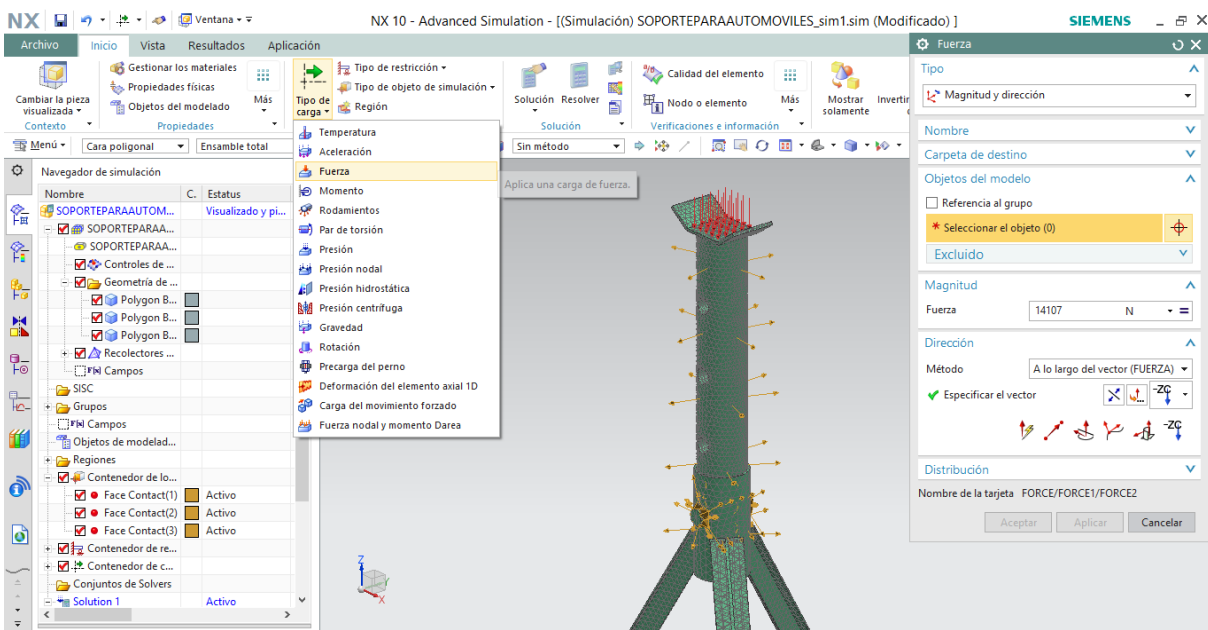 NX Ventana NX 10 - Advanced Simulation - [(Simulación) SOPORTEPARAAUTOMOVILES_sim1.sim (Modificado) ] SIEMENS
Archivo Inicio Vista Resultados Aplicación
Cambiar la pieza
visualizada
Contexto
Gestionar los materiales
Propiedades físicas
Objetos del modelado
Más
Propiedades
Tipo de
carga
Tipo de restricción
Tipo de objeto de simulación
Región
Solución Resolver
Solución
Calidad del elemento
Nodo o elemento
Más
Verificaciones e información
Mostrar
solamente
Invertir
Menú Cara poligonal Ensamble total Sin método
Navegador de simulación
Nombre C. Estatus
SOPORTEPARAAUTOM... Visualizado y pi...
SOPORTEPARAA...
SOPORTEPARAA...
Controles de ...
Geometría de ...
Polygon B...
Polygon B...
Polygon B...
Recolectores ...
Campos
SISC
Grupos
Campos
Objetos de modelad...
Regiones
Contenedor de lo...
Face Contact(1) Activo
Face Contact(2) Activo
Face Contact(3) Activo
Contenedor de re...
Contenedor de c...
Conjuntos de Solvers
Solution 1 Activo
Temperatura
Aceleración
Fuerza
Momento
Rodamientos
Par de torsión
Presión
Presión nodal
Presión hidrostática
Presión centrífuga
Gravedad
Rotación
Precarga del perno
Deformación del elemento axial 1D
Carga del movimiento forzado
Fuerza nodal y momento Darea
Aplica una carga de fuerza.
Z
Y
X
Fuerza
Tipo
Magnitud y dirección
Nombre
Carpeta de destino
Objetos del modelo
Referencia al grupo
* Seleccionar el objeto (0)
Excluido
Magnitud
Fuerza 14107 N
Dirección
Método A lo largo del vector (FUERZA)
Especificar el vector -ZC
-ZC
Distribución
Nombre de la tarjeta FORCE/FORCE1/FORCE2
Aceptar Aplicar Cancelar